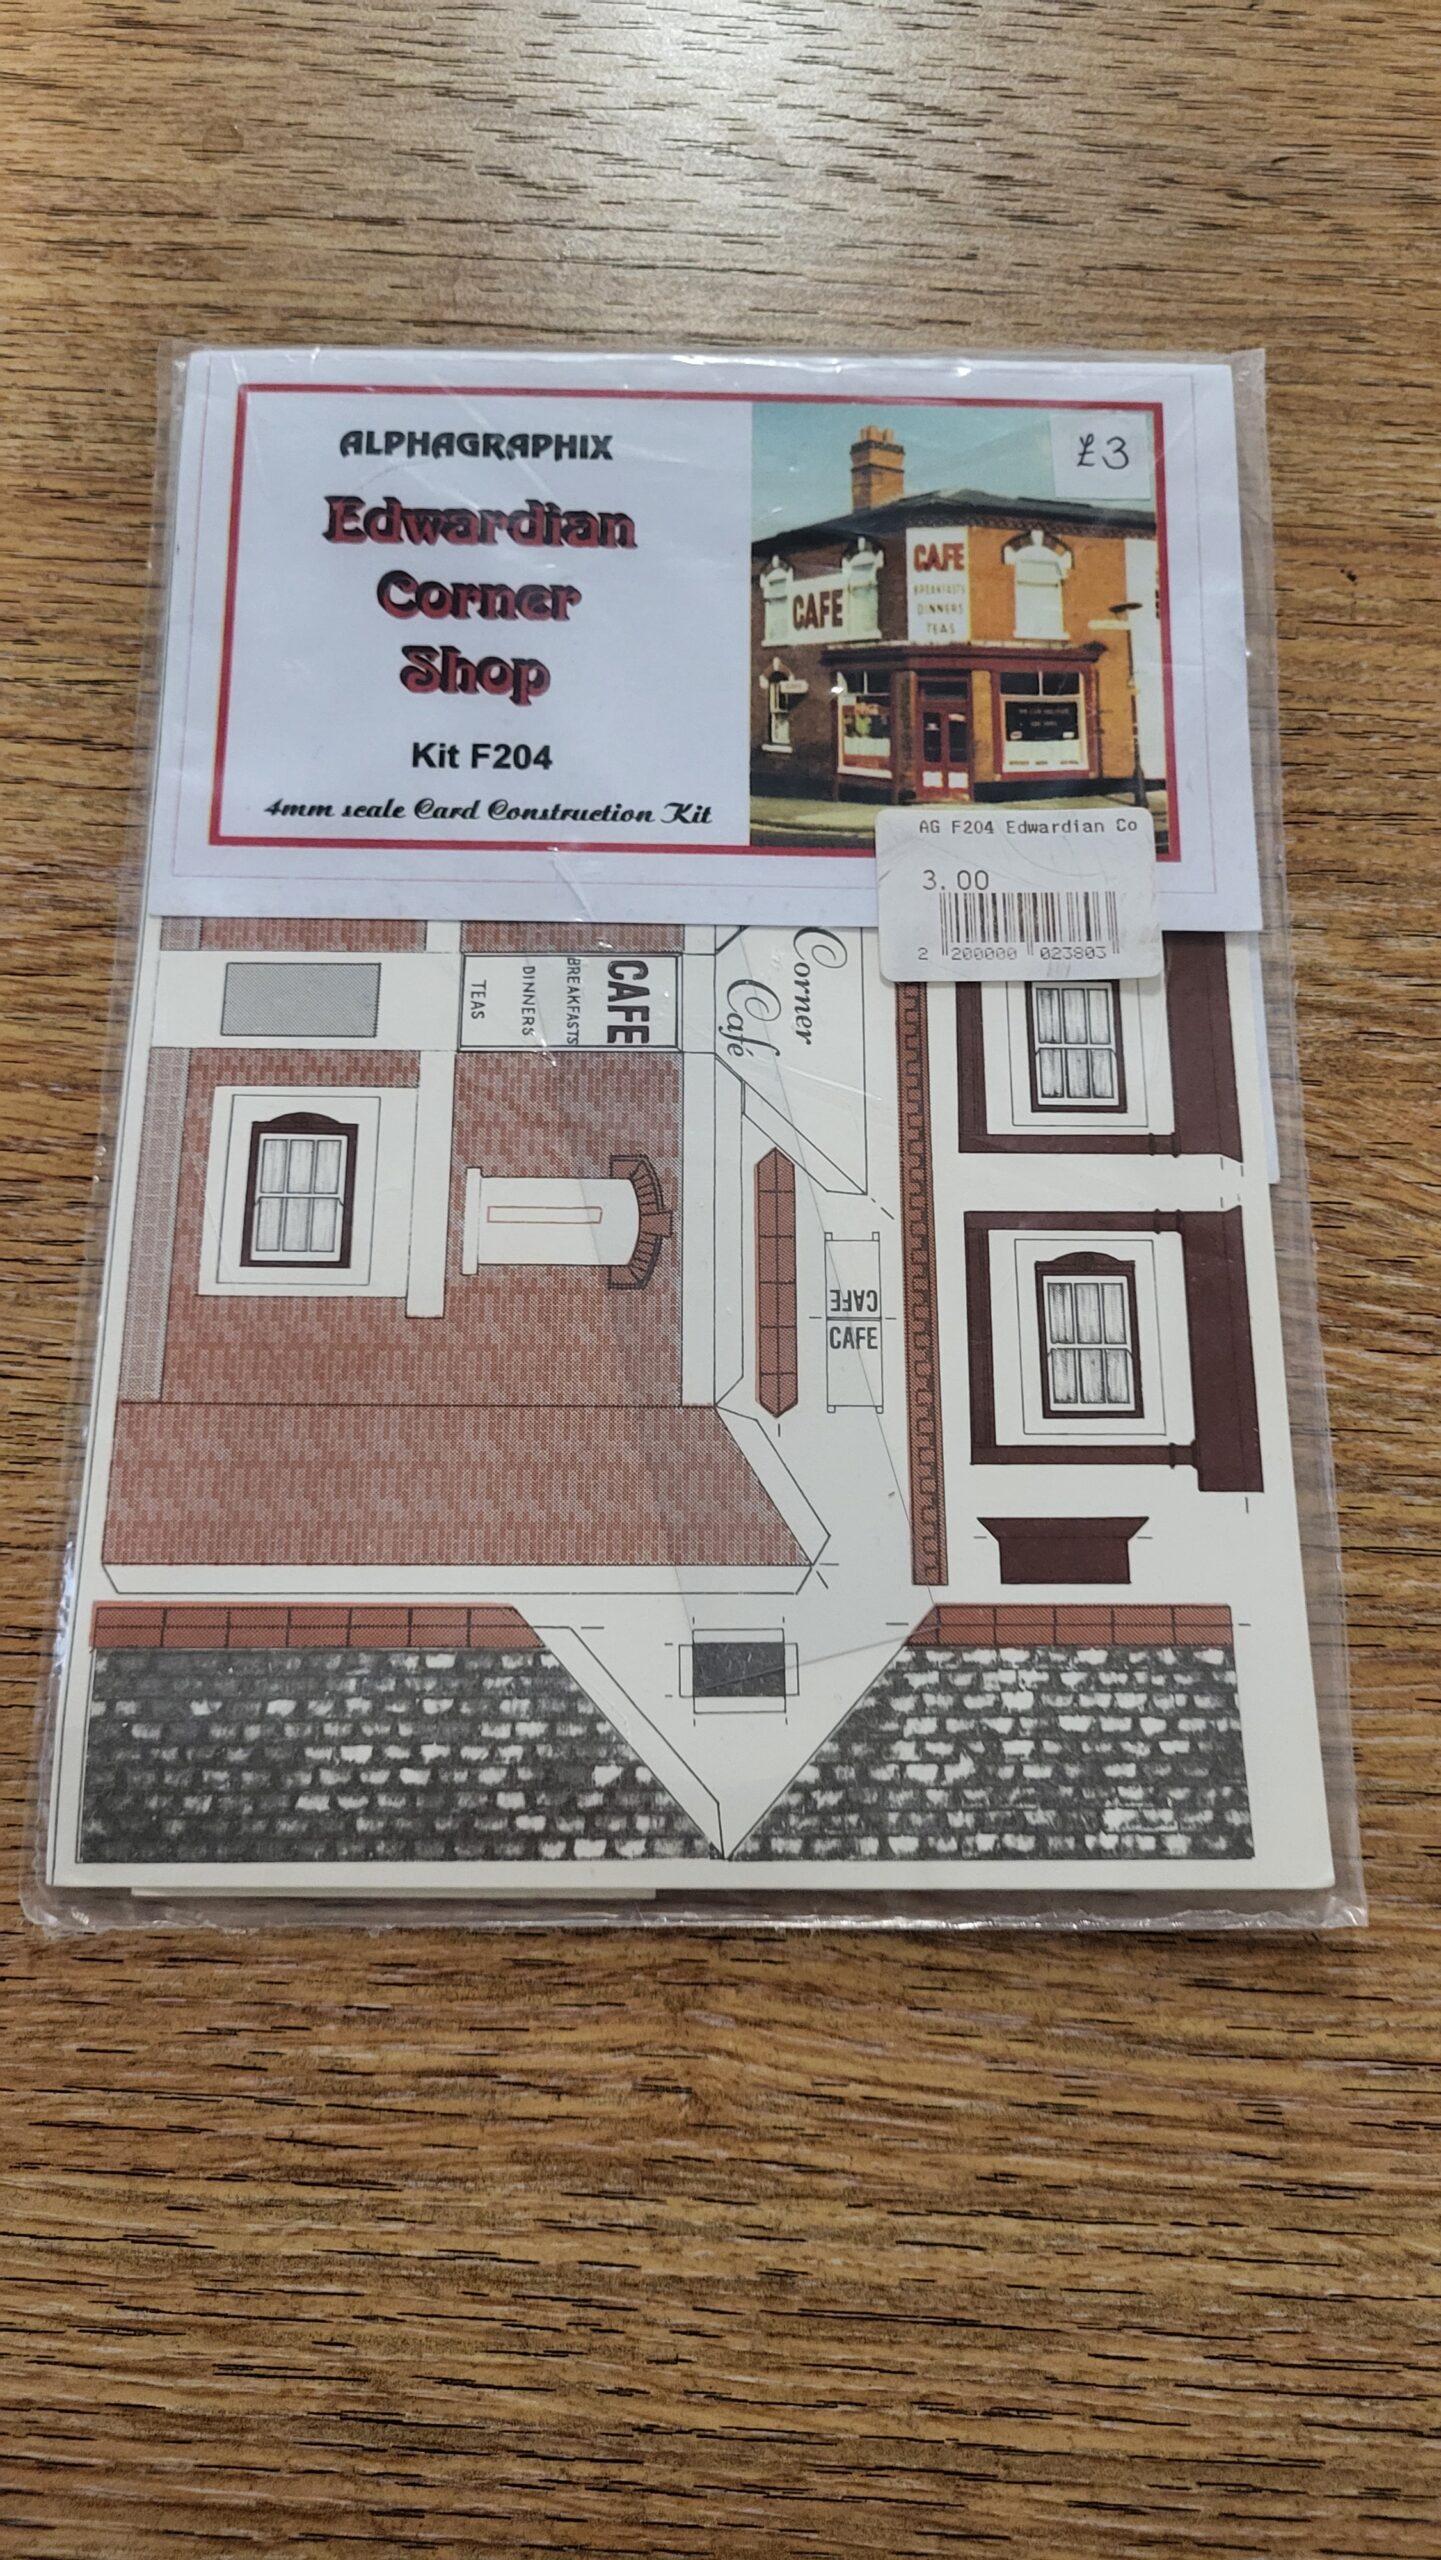 ALPHAGRAPHIX
Edwardian
Corner
Shop
Kit F204
4mm scale Card Construction Kit
£3
CAFE
CAFE
BREAKFASTS
DINNERS
TEAS
AG F204 Edwardian Co
3.00
2 200000 023803
CAFE
BREAKFASTS
DINNERS
TEAS
Corner
Café
CAFE
CAFE